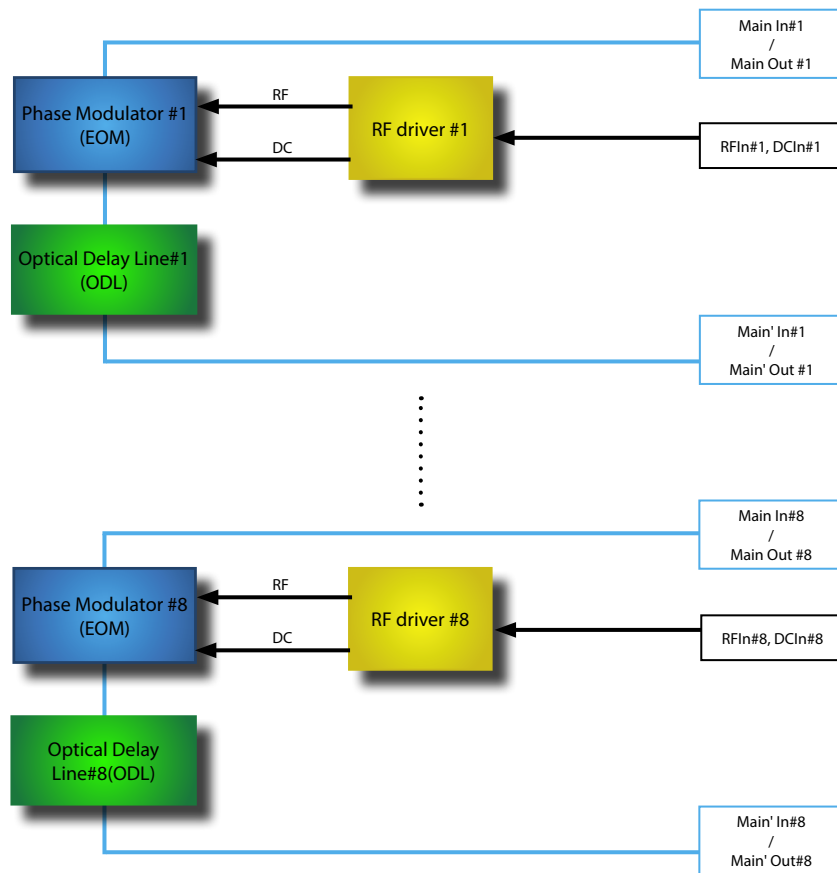 Main In#1
/
Main Out #1
Phase Modulator #1
(EOM)
RF
DC
RF driver #1
RFIn#1, DCIn#1
Optical Delay Line#1
(ODL)
Main' In#1
/
Main' Out #1
Main In#8
/
Main Out #8
Phase Modulator #8
(EOM)
RF
DC
RF driver #8
RFIn#8, DCIn#8
Optical Delay
Line#8(ODL)
Main' In#8
/
Main' Out#8